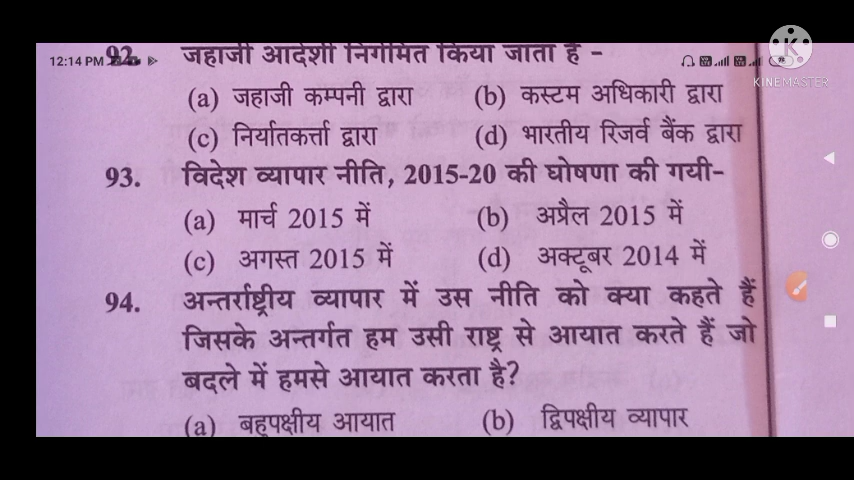 92. जहाजी आदेशी निर्गमित किया जाता है -
12:14 PM
KINEMASTER
(a) जहाजी कम्पनी द्वारा (b) कस्टम अधिकारी द्वारा
(c) निर्यातकर्त्ता द्वारा (d) भारतीय रिजर्व बैंक द्वारा
93. विदेश व्यापार नीति, 2015-20 की घोषणा की गयी-
(a) मार्च 2015 में (b) अप्रैल 2015 में
(c) अगस्त 2015 में (d) अक्टूबर 2014 में
94. अन्तर्राष्ट्रीय व्यापार में उस नीति को क्या कहते हैं
जिसके अन्तर्गत हम उसी राष्ट्र से आयात करते हैं जो
बदले में हमसे आयात करता है?
(a) बहुपक्षीय आयात (b) द्विपक्षीय व्यापार